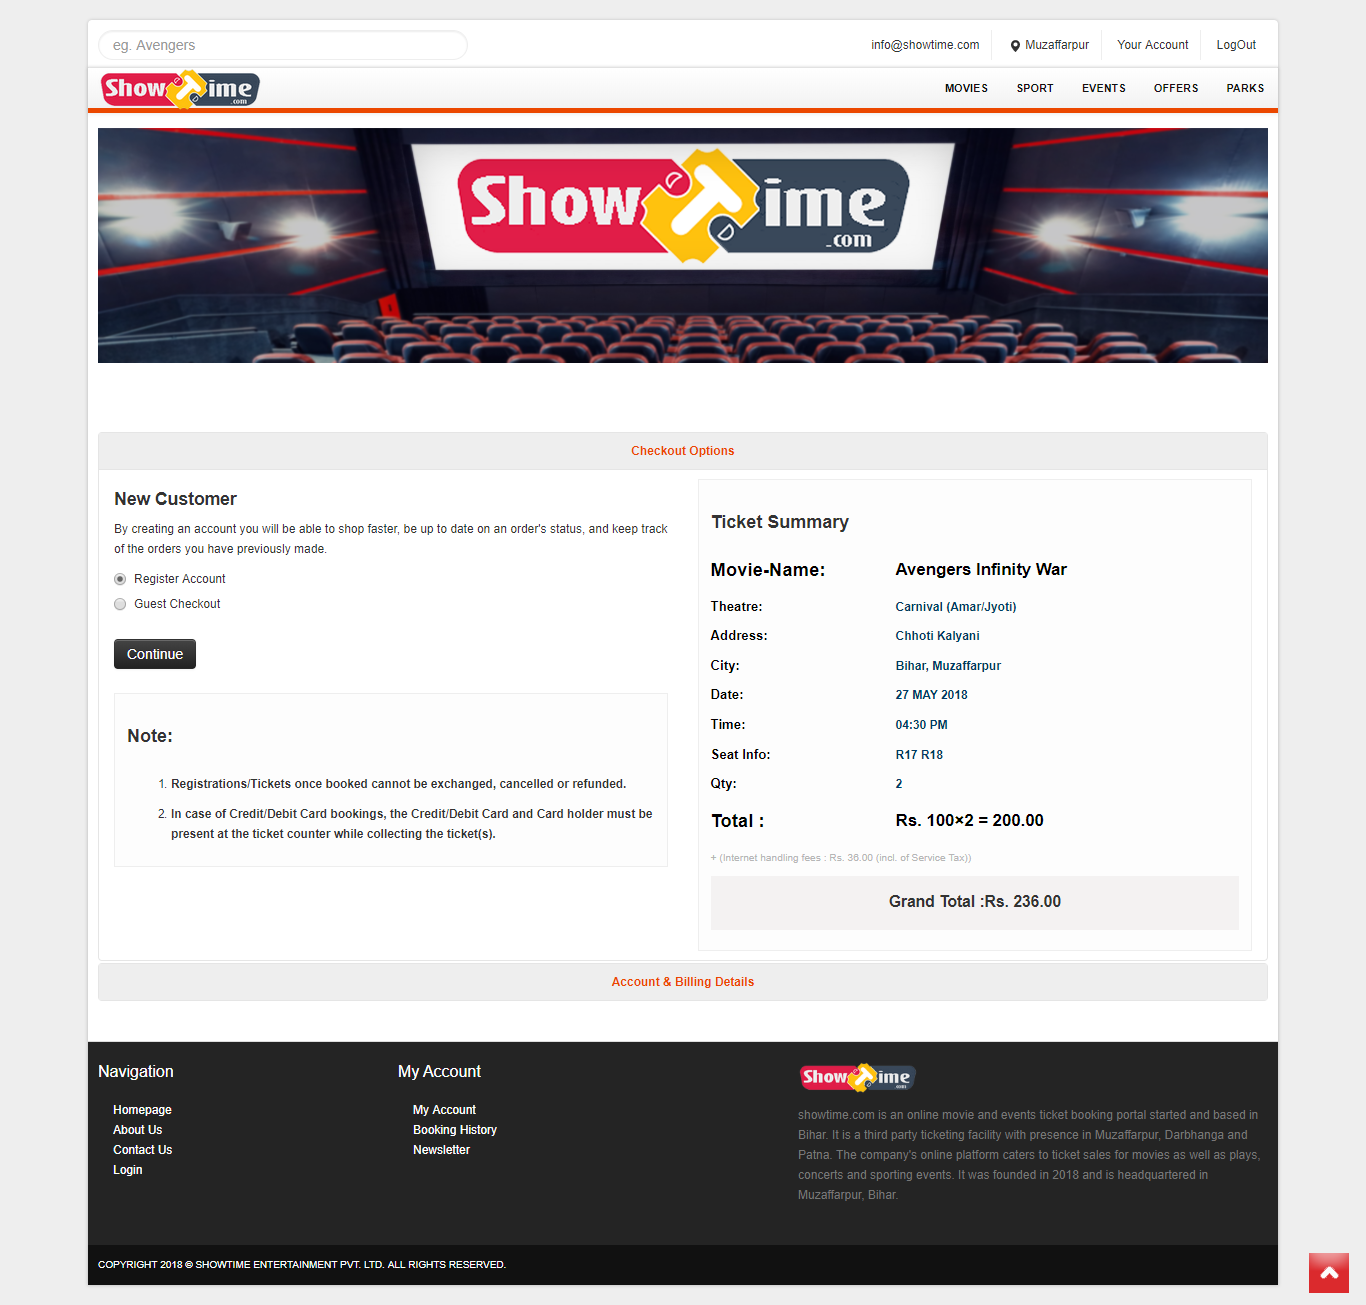 eg. Avengers
info@showtime.com
Muzaffarpur
Your Account
LogOut
ShowTime
.com
MOVIES
SPORT
EVENTS
OFFERS
PARKS
ShowTime
.com
Checkout Options
New Customer
By creating an account you will be able to shop faster, be up to date on an order's status, and keep track
of the orders you have previously made.
Register Account
Guest Checkout
Continue
Note:
1. Registrations/Tickets once booked cannot be exchanged, cancelled or refunded.
2. In case of Credit/Debit Card bookings, the Credit/Debit Card and Card holder must be
present at the ticket counter while collecting the ticket(s).
Ticket Summary
Movie-Name: Avengers Infinity War
Theatre: Carnival (Amar/Jyoti)
Address: Chhoti Kalyani
City: Bihar, Muzaffarpur
Date: 27 MAY 2018
Time: 04:30 PM
Seat Info: R17 R18
Qty: 2
Total : Rs. 100×2 = 200.00
+ (Internet handling fees : Rs. 36.00 (incl. of Service Tax))
Grand Total :Rs. 236.00
Account & Billing Details
Navigation
Homepage
About Us
Contact Us
Login
My Account
My Account
Booking History
Newsletter
ShowTime
.com
showtime.com is an online movie and events ticket booking portal started and based in
Bihar. It is a third party ticketing facility with presence in Muzaffarpur, Darbhanga and
Patna. The company's online platform caters to ticket sales for movies as well as plays,
concerts and sporting events. It was founded in 2018 and is headquartered in
Muzaffarpur, Bihar.
COPYRIGHT 2018 © SHOWTIME ENTERTAINMENT PVT. LTD. ALL RIGHTS RESERVED.